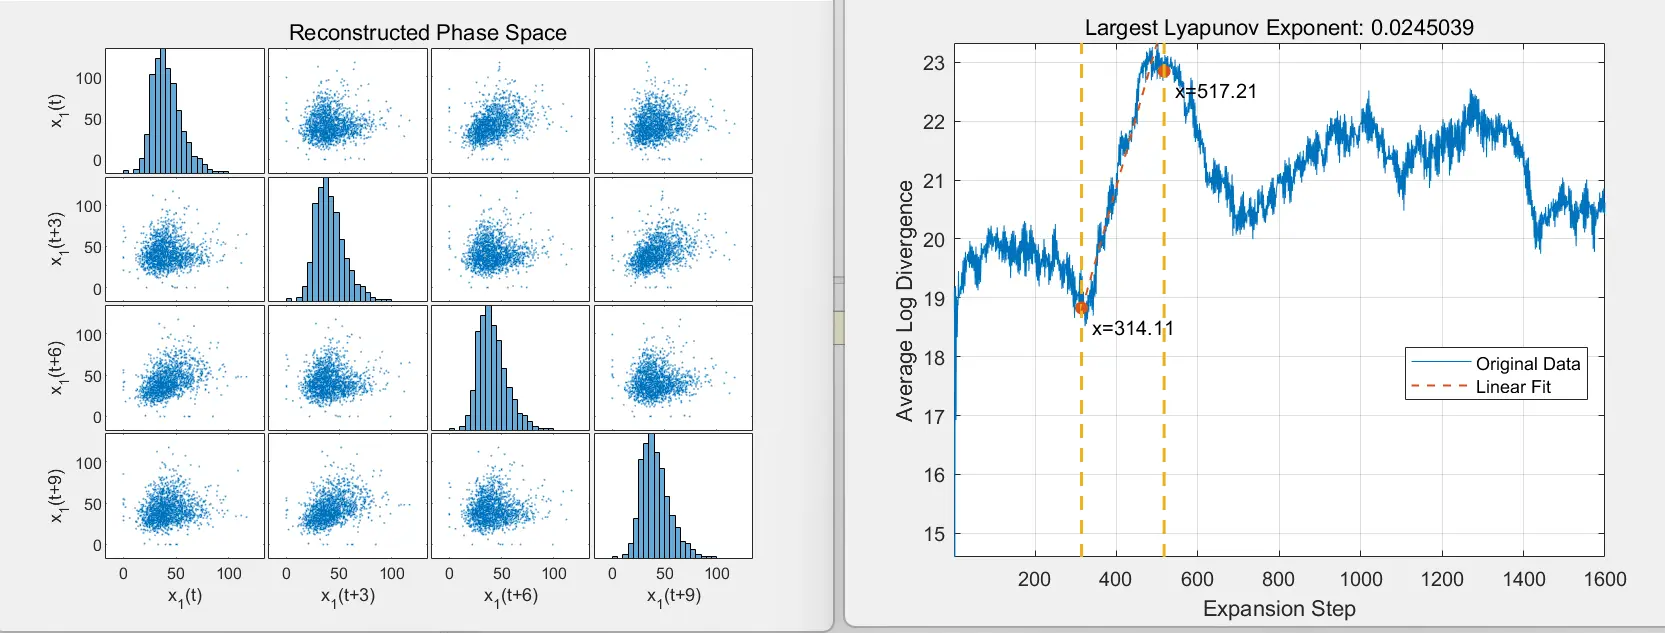 Reconstructed Phase Space
x1(t)
100
50
0
x1(t+3)
100
50
0
x1(t+6)
100
50
0
x1(t+9)
100
50
0
0 50 100 0 50 100 0 50 100 0 50 100
x1(t) x1(t+3) x1(t+6) x1(t+9)
Largest Lyapunov Exponent: 0.0245039
Average Log Divergence
23
22
21
20
19
18
17
16
15
x=517.21
x=314.11
Original Data
Linear Fit
200 400 600 800 1000 1200 1400 1600
Expansion Step